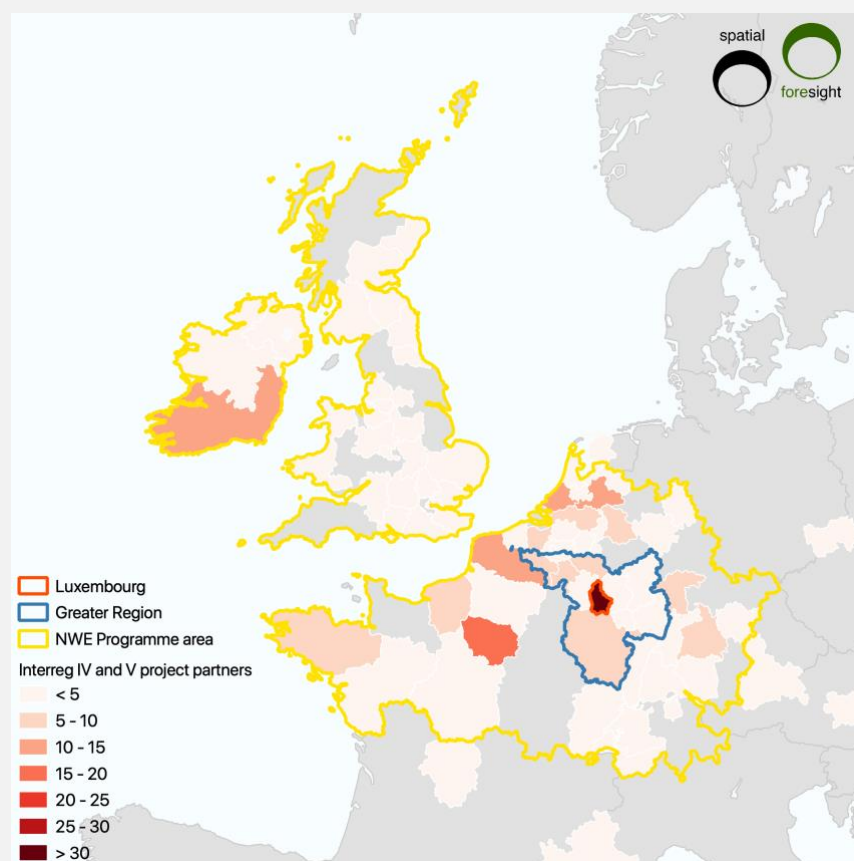 spatial
foresight
Luxembourg
Greater Region
NWE Programme area
Interreg IV and V project partners
< 5
5 - 10
10 - 15
15 - 20
20 - 25
25 - 30
> 30